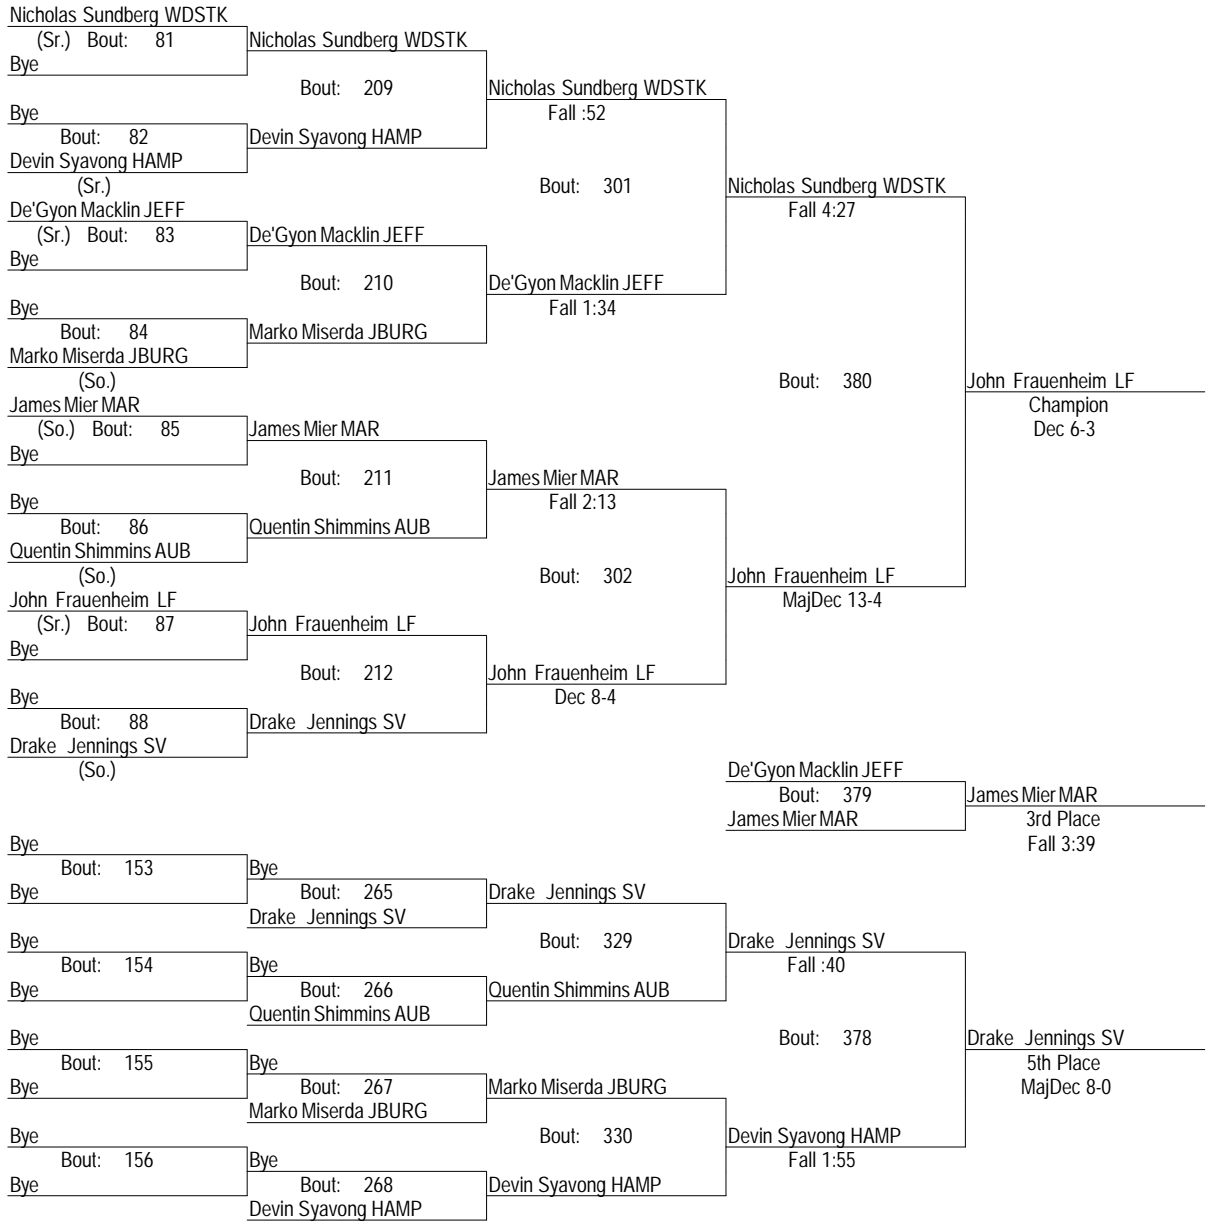 Nicholas Sundberg WDSTK
(Sr.) Bout: 81
Nicholas Sundberg WDSTK
Bye
Bout: 209
Nicholas Sundberg WDSTK
Bye
Fall :52
Bout: 82
Devin Syavong HAMP
Devin Syavong HAMP
(Sr.)
Bout: 301
Nicholas Sundberg WDSTK
De'Gyon Macklin JEFF
Fall 4:27
(Sr.) Bout: 83
De'Gyon Macklin JEFF
Bye
Bout: 210
De'Gyon Macklin JEFF
Bye
Fall 1:34
Bout: 84
Marko Miserda JBURG
Marko Miserda JBURG
(So.)
Bout: 380
John Frauenheim LF
James Mier MAR
Champion
(So.) Bout: 85
James Mier MAR
Dec 6-3
Bye
Bout: 211
James Mier MAR
Bye
Fall 2:13
Bout: 86
Quentin Shimmins AUB
Quentin Shimmins AUB
(So.)
Bout: 302
John Frauenheim LF
John Frauenheim LF
MajDec 13-4
(Sr.) Bout: 87
John Frauenheim LF
Bye
Bout: 212
John Frauenheim LF
Bye
Dec 8-4
Bout: 88
Drake Jennings SV
Drake Jennings SV
(So.)
De'Gyon Macklin JEFF
Bout: 379
James Mier MAR
James Mier MAR
3rd Place
Fall 3:39
Bye
Bout: 153
Bye
Bye
Bout: 265
Drake Jennings SV
Drake Jennings SV
Bye
Bout: 329
Drake Jennings SV
Bout: 154
Bye
Fall :40
Bye
Bout: 266
Quentin Shimmins AUB
Quentin Shimmins AUB
Bye
Bout: 378
Drake Jennings SV
Bout: 155
Bye
5th Place
Bye
Bout: 267
Marko Miserda JBURG
MajDec 8-0
Marko Miserda JBURG
Bye
Bout: 330
Devin Syavong HAMP
Bout: 156
Bye
Fall 1:55
Bye
Bout: 268
Devin Syavong HAMP
Devin Syavong HAMP